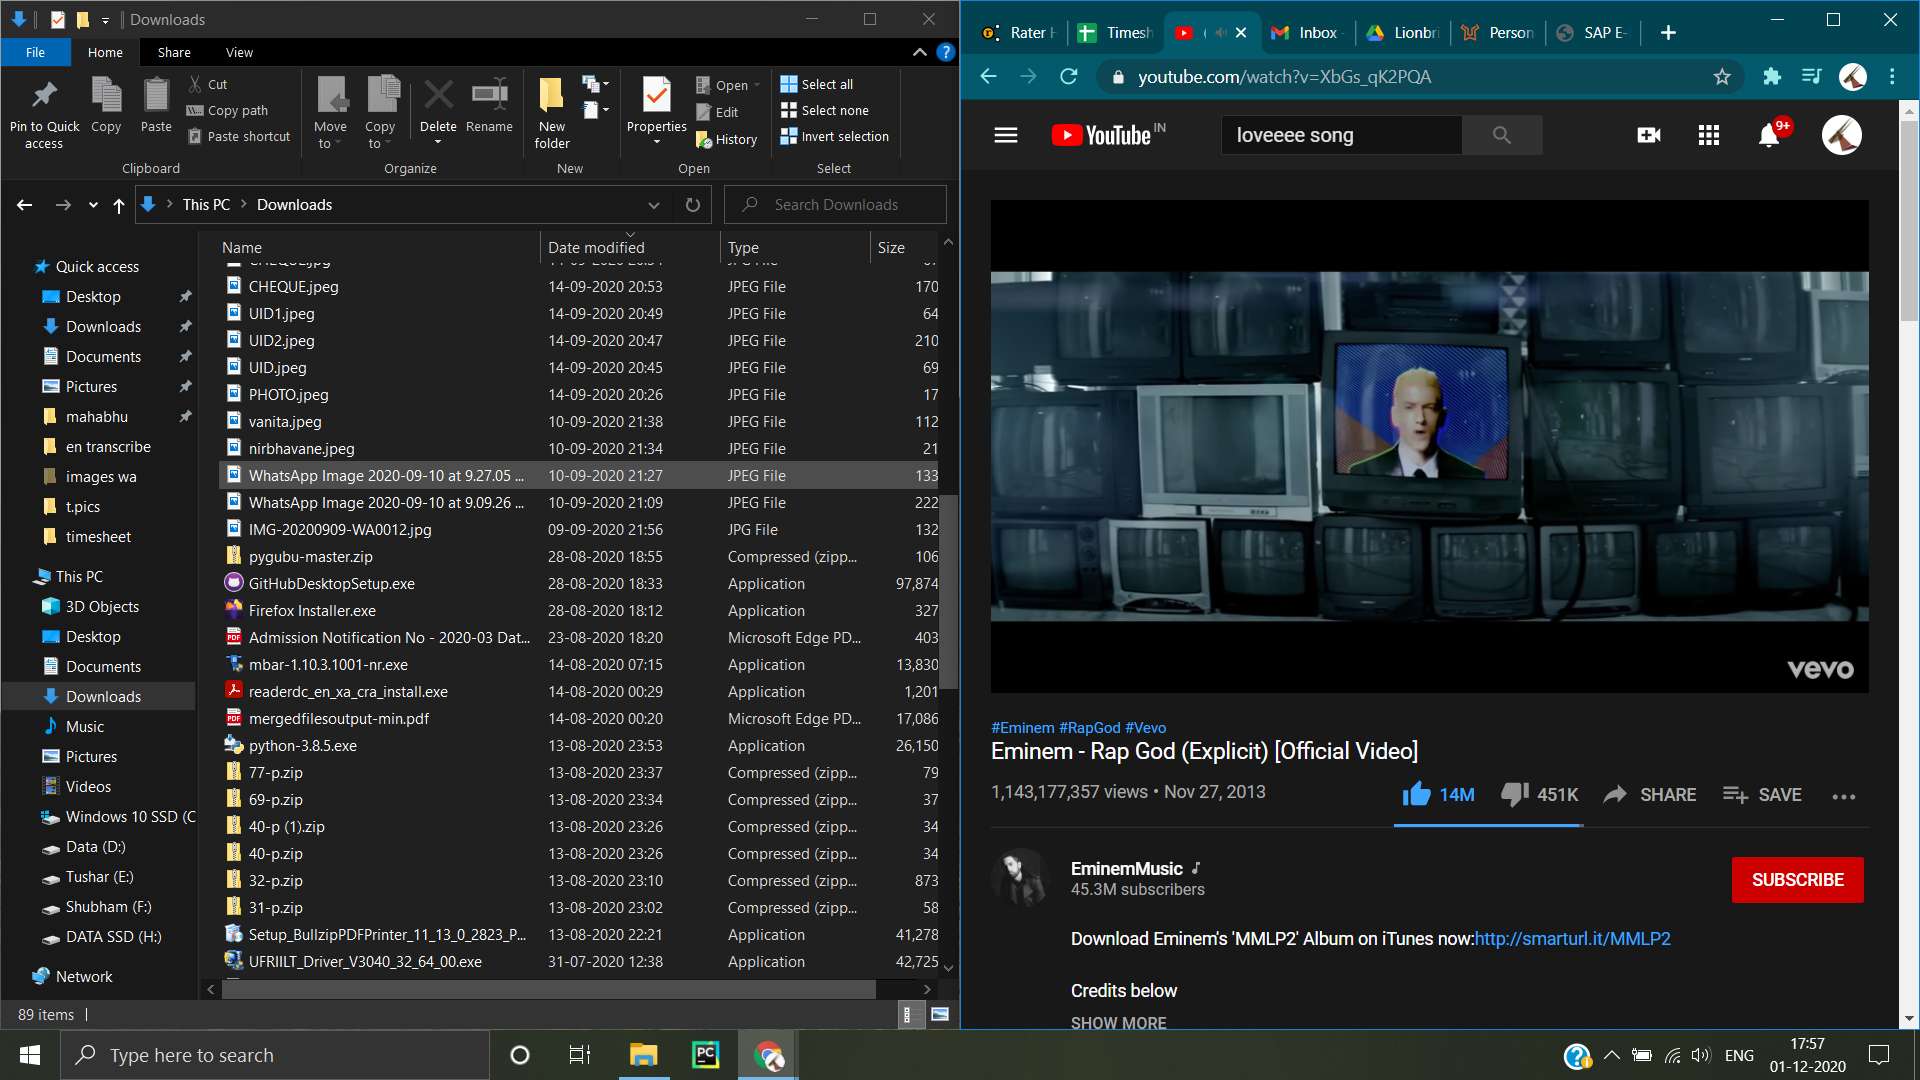 Downloads
File Home Share View
Pin to Quick access
Copy
Paste
Cut
Copy path
Paste shortcut
Clipboard
Move to
Copy to
Delete
Rename
Organize
New folder
New
Properties
Open
Edit
History
Open
Select all
Select none
Invert selection
Select
This PC > Downloads
Search Downloads
Quick access
Desktop
Downloads
Documents
Pictures
mahabhu
en transcribe
images wa
t.pics
timesheet
This PC
3D Objects
Desktop
Documents
Downloads
Music
Pictures
Videos
Windows 10 SSD (C
Data (D:)
Tushar (E:)
Shubham (F:)
DATA SSD (H:)
Network
Name Date modified Type Size
CHEQUE.jpeg 14-09-2020 20:53 JPEG File 170
UID1.jpeg 14-09-2020 20:49 JPEG File 64
UID2.jpeg 14-09-2020 20:47 JPEG File 210
UID.jpeg 14-09-2020 20:45 JPEG File 69
PHOTO.jpeg 14-09-2020 20:26 JPEG File 17
vanita.jpeg 10-09-2020 21:38 JPEG File 112
nirbhavane.jpeg 10-09-2020 21:34 JPEG File 21
WhatsApp Image 2020-09-10 at 9.27.05 ... 10-09-2020 21:27 JPEG File 133
WhatsApp Image 2020-09-10 at 9.09.26 ... 10-09-2020 21:09 JPEG File 222
IMG-20200909-WA0012.jpg 09-09-2020 21:56 JPG File 132
pygubu-master.zip 28-08-2020 18:55 Compressed (zipp... 106
GitHubDesktopSetup.exe 28-08-2020 18:33 Application 97,874
Firefox Installer.exe 28-08-2020 18:12 Application 327
Admission Notification No - 2020-03 Dat... 23-08-2020 18:20 Microsoft Edge PD... 403
mbar-1.10.3.1001-nr.exe 14-08-2020 07:15 Application 13,830
readerdc_en_xa_cra_install.exe 14-08-2020 00:29 Application 1,201
mergedfilesoutput-min.pdf 14-08-2020 00:20 Microsoft Edge PD... 17,086
python-3.8.5.exe 13-08-2020 23:53 Application 26,150
77-p.zip 13-08-2020 23:37 Compressed (zipp... 79
69-p.zip 13-08-2020 23:34 Compressed (zipp... 37
40-p (1).zip 13-08-2020 23:26 Compressed (zipp... 34
40-p.zip 13-08-2020 23:26 Compressed (zipp... 34
32-p.zip 13-08-2020 23:10 Compressed (zipp... 873
31-p.zip 13-08-2020 23:02 Compressed (zipp... 58
Setup_BullzipPDFPrinter_11_13_0_2823_P... 13-08-2020 22:21 Application 41,278
UFRIILT_Driver_V3040_32_64_00.exe 31-07-2020 12:38 Application 42,725
89 items
Rater H Timesh ( Inbox Lionbri Person SAP E-
youtube.com/watch?v=XbGs_qK2PQA
YouTube IN
loveeee song
9+
vevo
#Eminem #RapGod #Vevo
Eminem - Rap God (Explicit) [Official Video]
1,143,177,357 views • Nov 27, 2013
14M 451K SHARE SAVE ...
EminemMusic
45.3M subscribers
SUBSCRIBE
Download Eminem's 'MMLP2' Album on iTunes now:http://smarturl.it/MMLP2
Credits below
SHOW MORE
Type here to search
PC
ENG
17:57
01-12-2020